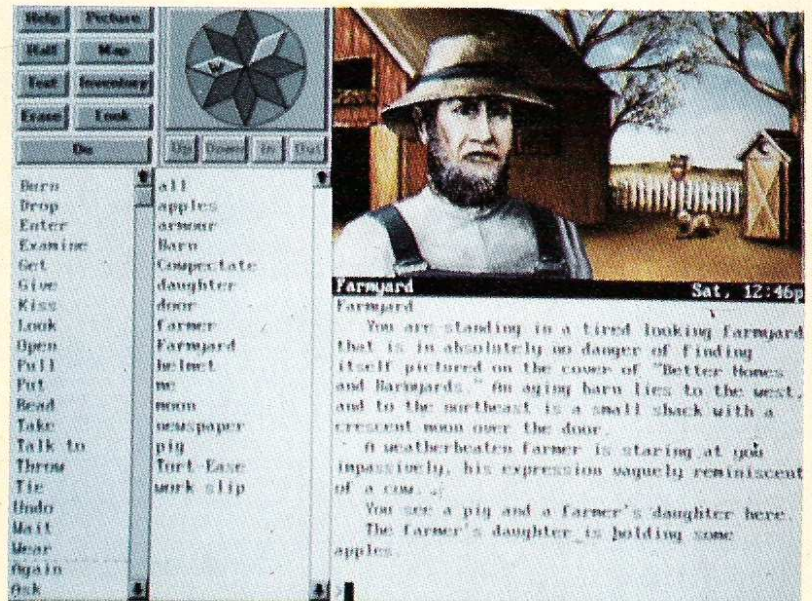 Help Picture
Half Map
Text Inventory
Erase Look
Do
W
Up Down In Out
Burn
Drop
Enter
Examine
Get
Give
Kiss
Look
Open
Pull
Put
Read
Take
Talk to
Throw
Tie
Undo
Wait
Wear
Again
Ask
all
apples
armour
Barn
Cowpectate
daughter
door
farmer
Farmyard
helmet
me
moon
newspaper
pig
Tort-Ease
work slip
Farmyard Sat, 12:46p
Farmyard
You are standing in a tired looking farmyard
that is in absolutely no danger of finding
itself pictured on the cover of "Better Homes
and Barnyards." An aging barn lies to the west,
and to the northeast is a small shack with a
crescent moon over the door.
A weatherbeaten farmer is staring at you
impassively, his expression vaguely reminiscent
of a cow.
You see a pig and a farmer's daughter here.
The farmer's daughter is holding some
apples.
>